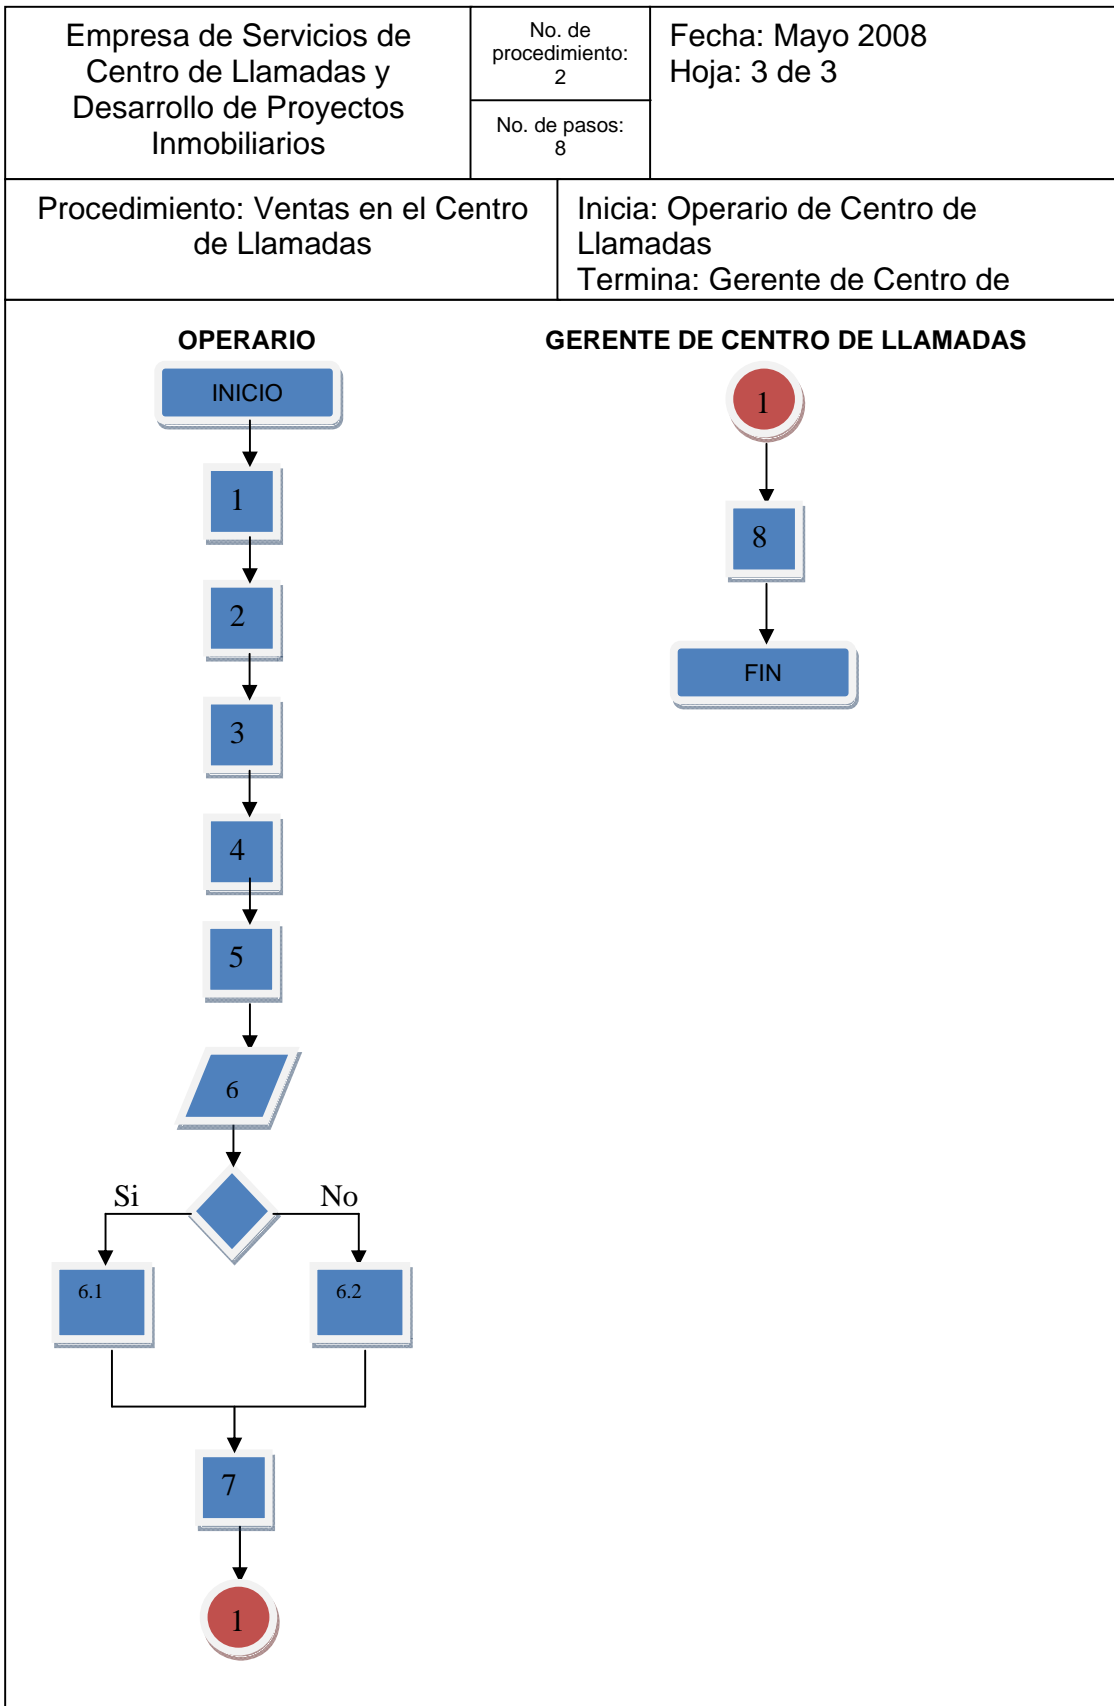 Empresa de Servicios de
Centro de Llamadas y
Desarrollo de Proyectos
Inmobiliarios
No. de
procedimiento:
2
No. de pasos:
8
Fecha: Mayo 2008
Hoja: 3 de 3
Procedimiento: Ventas en el Centro
de Llamadas
Inicia: Operario de Centro de
Llamadas
Termina: Gerente de Centro de
OPERARIO
INICIO
1
2
3
4
5
6
Si
No
6.1
6.2
7
1
GERENTE DE CENTRO DE LLAMADAS
1
8
FIN